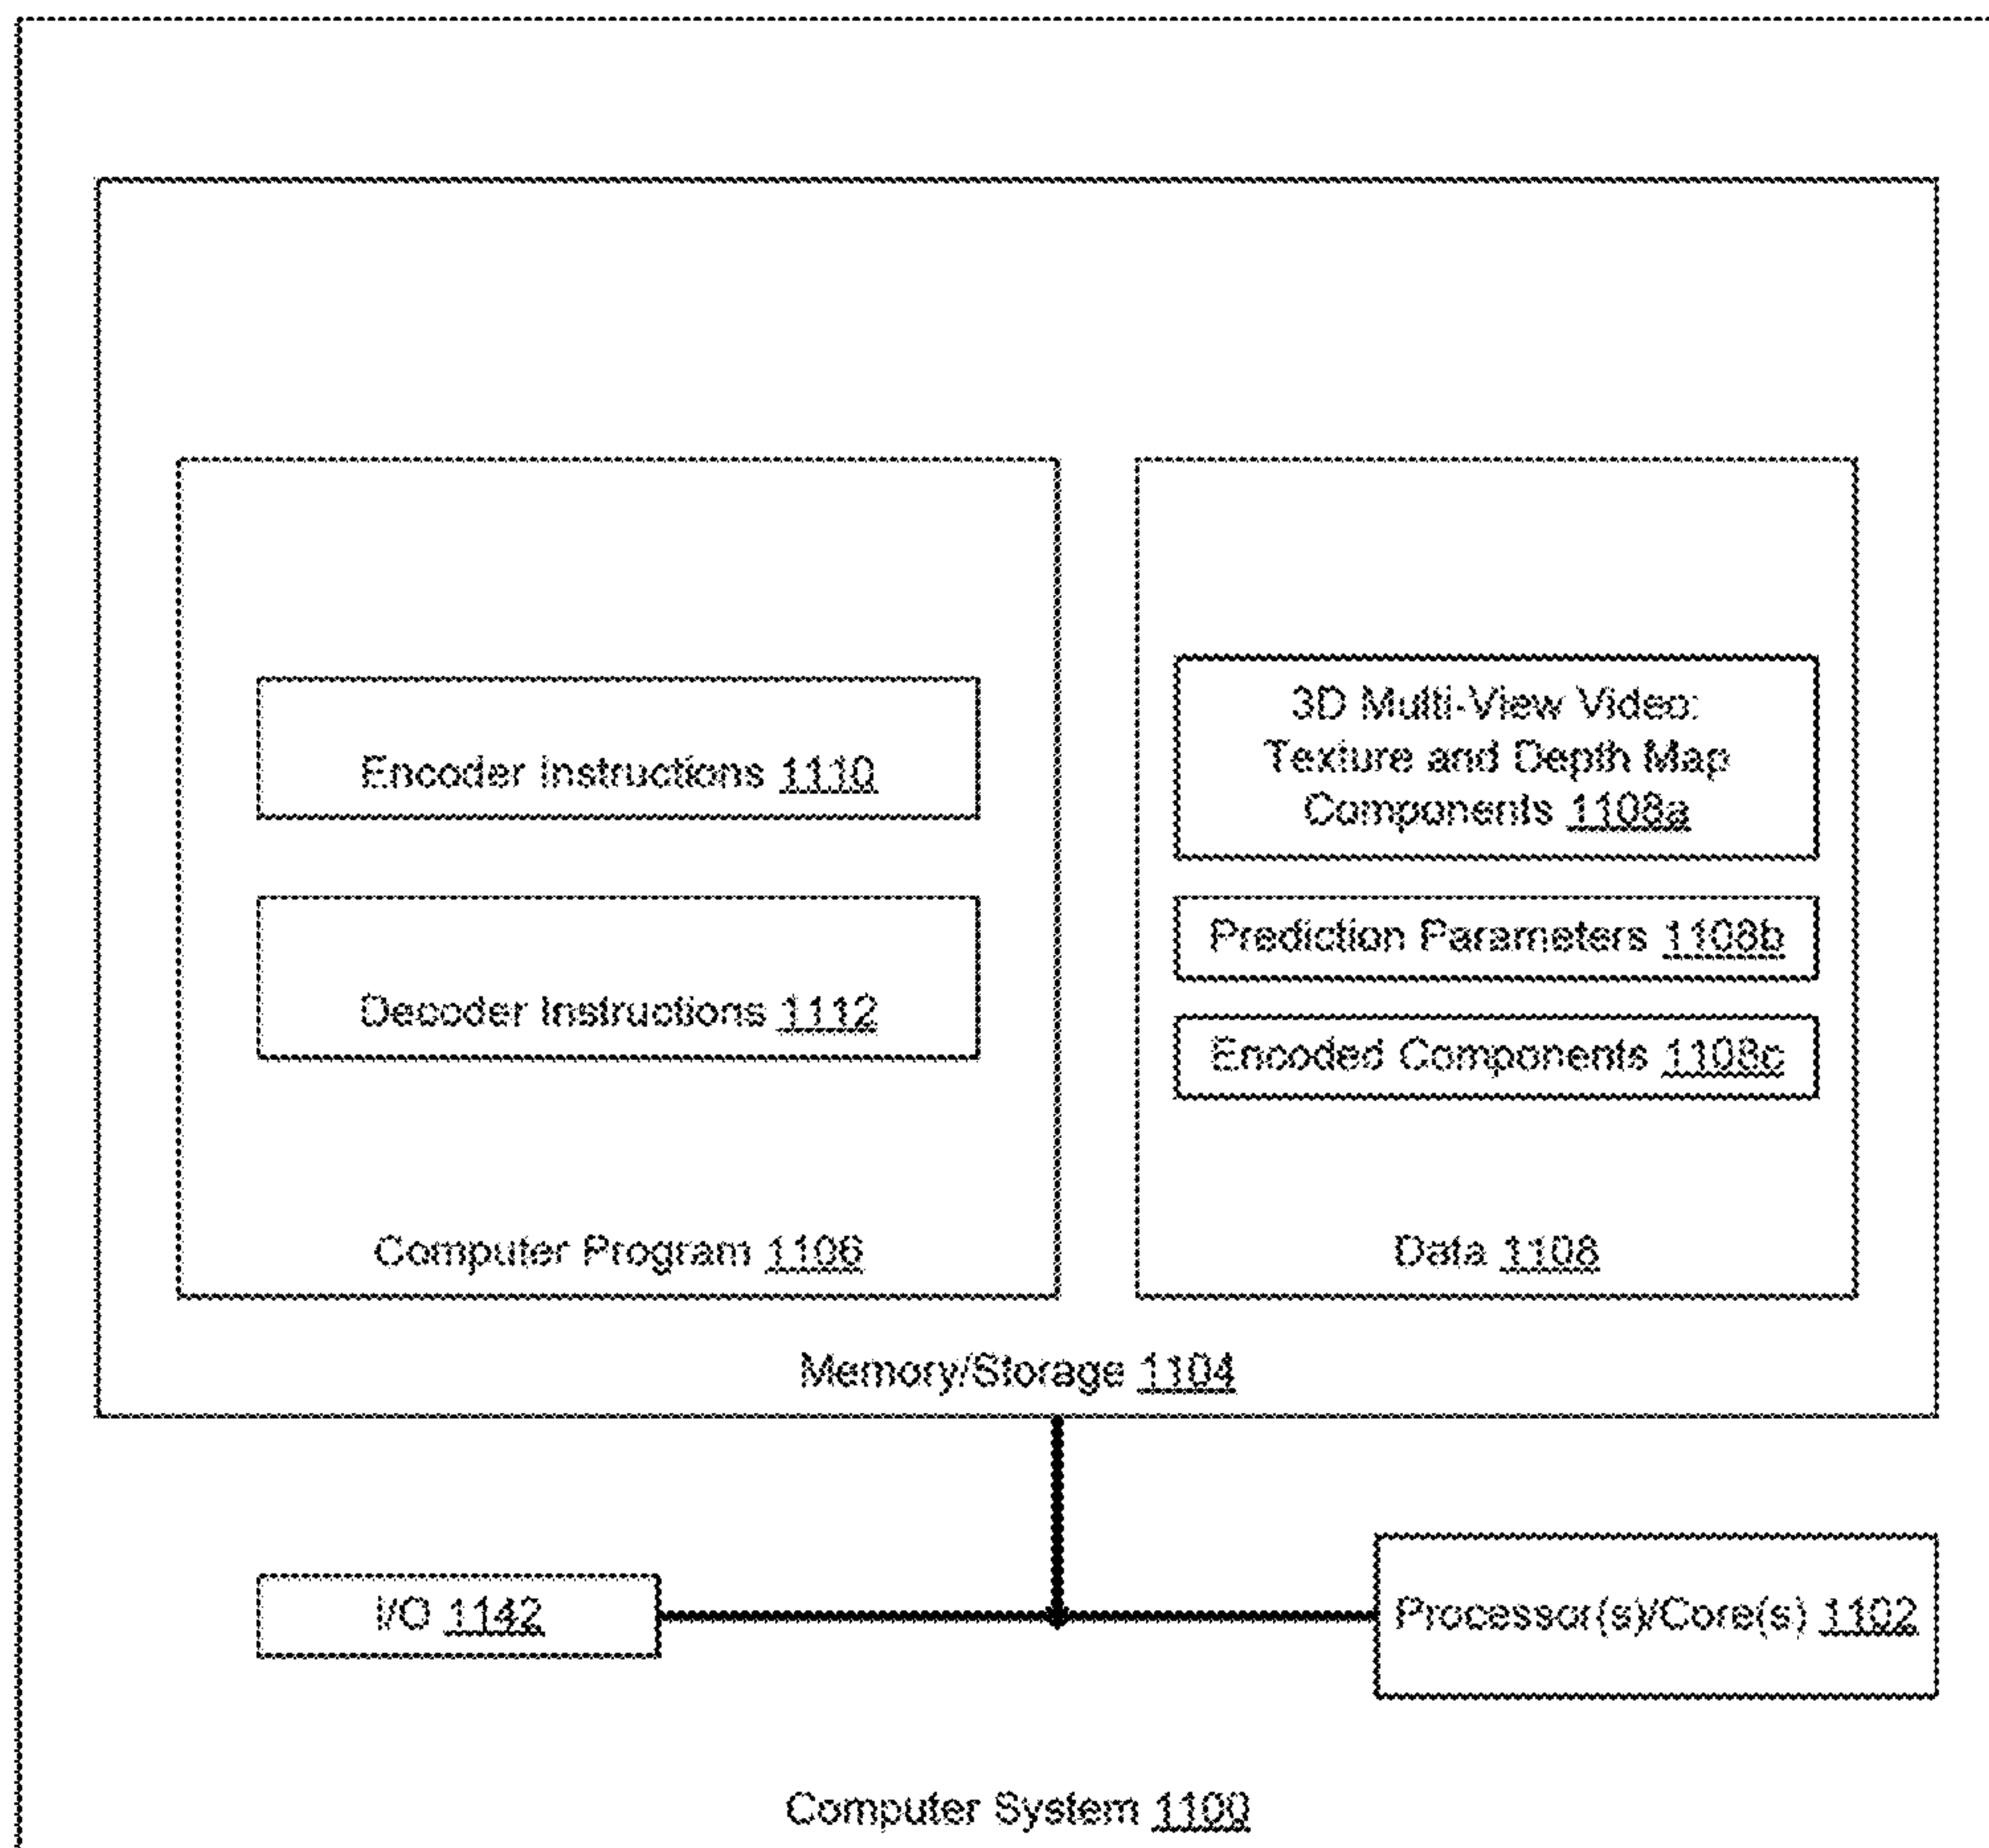 Encoder Instructions 1110
Decoder Instructions 1112
Computer Program 1106
3D Multi-View Video:
Texture and Depth Map
Components 1108a
Prediction Parameters 1108b
Encoded Components 1108c
Data 1108
Memory/Storage 1104
I/O 1142
Processor(s)/Core(s) 1102
Computer System 1100